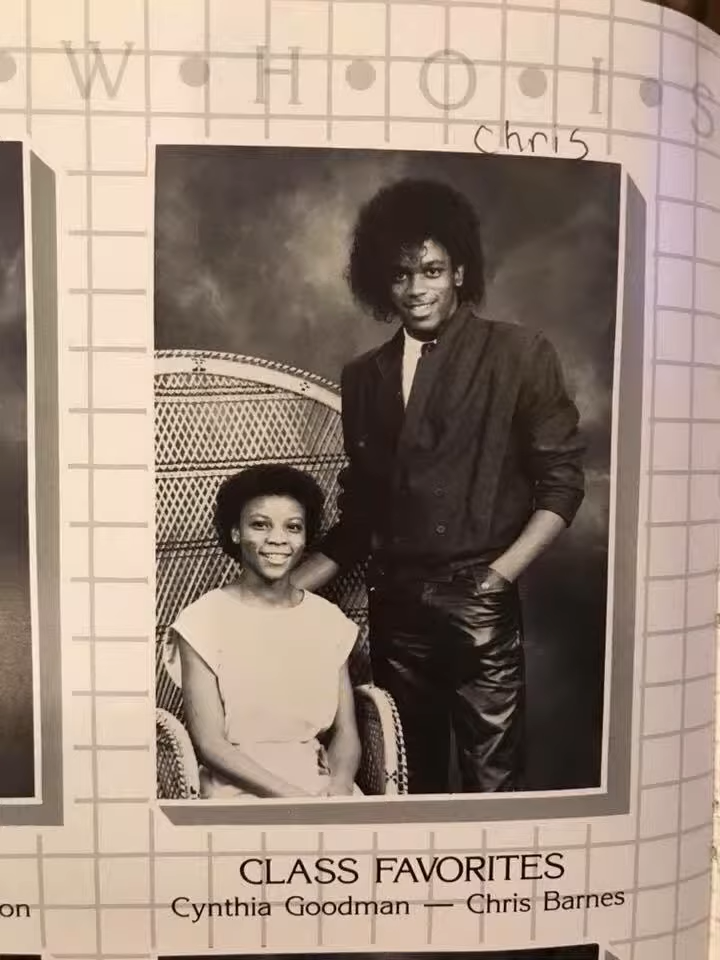 W • H • O • I • S
chris
CLASS FAVORITES
on
Cynthia Goodman — Chris Barnes